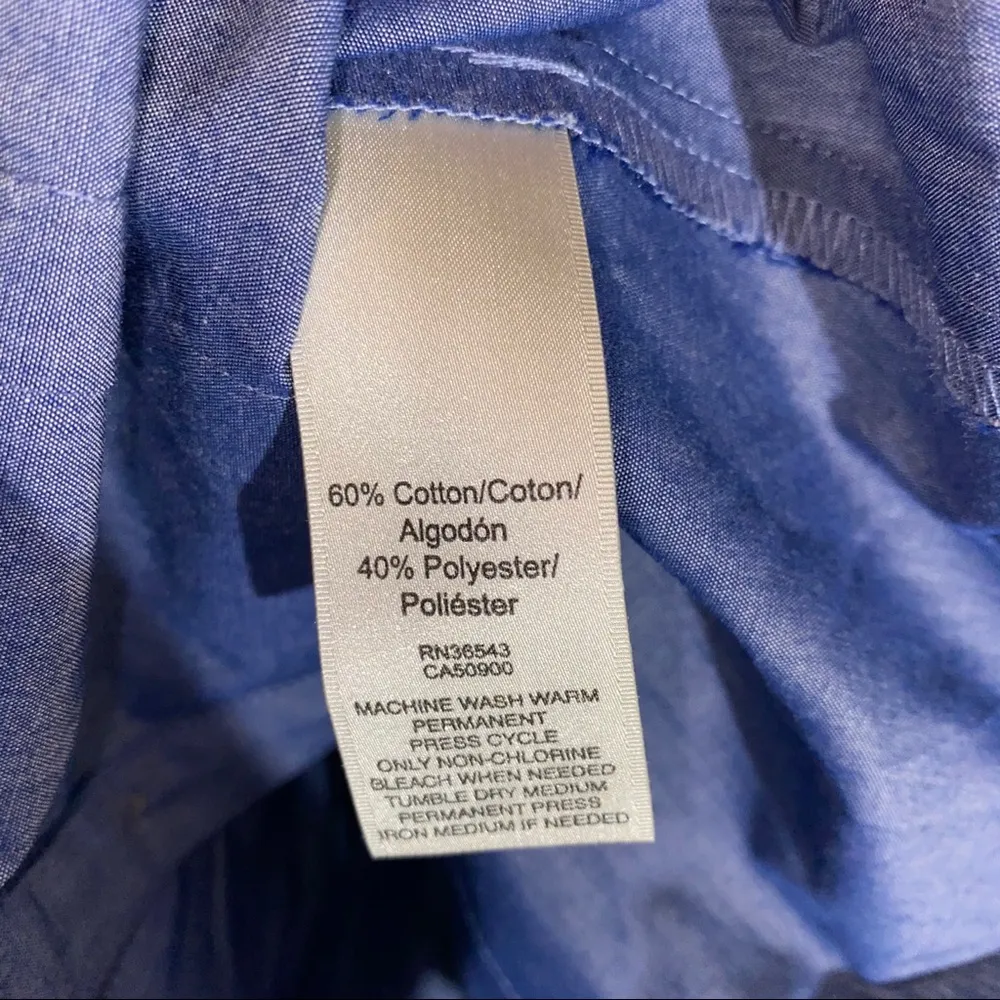 60% Cotton/Coton/
Algodón
40% Polyester/
Poliéster
RN36543
CA50900
MACHINE WASH WARM
PERMANENT
PRESS CYCLE
ONLY NON-CHLORINE
BLEACH WHEN NEEDED
TUMBLE DRY MEDIUM
PERMANENT PRESS
IRON MEDIUM IF NEEDED